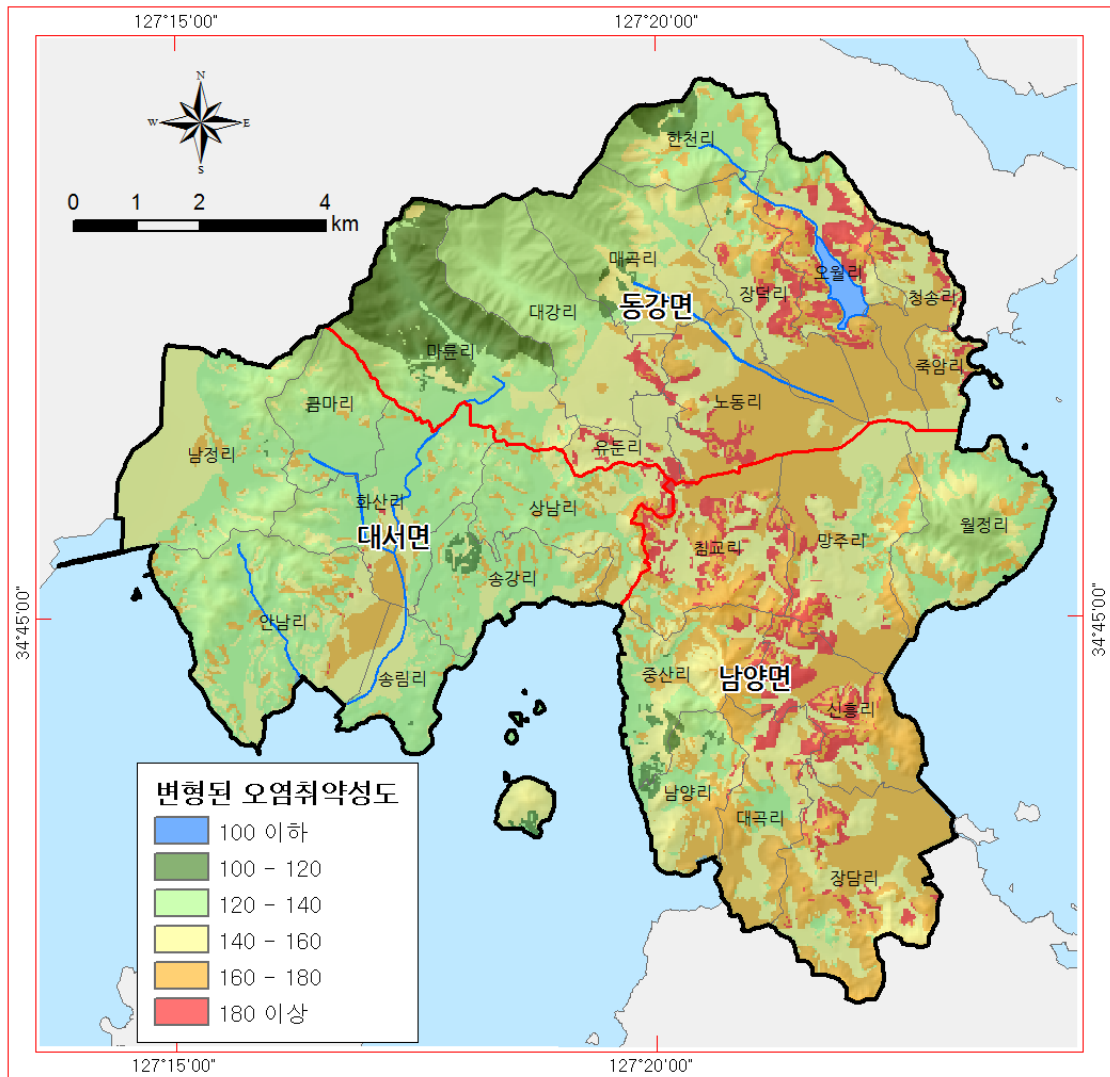 127°15'00"
127°20'00"
N
W
E
S
0
1
2
4
km
한천리
매곡리
오월리
장덕리
청송리
동강면
대강리
마륜리
죽암리
노동리
금마리
유둔리
남정리
화산리
상남리
대서면
침교리
망주리
월정리
송강리
안남리
송림리
중산리
남양면
신흥리
남양리
대곡리
장담리
34°45'00"
34°45'00"
변형된 오염취약성도
100 이하
100 - 120
120 - 140
140 - 160
160 - 180
180 이상
127°15'00"
127°20'00"